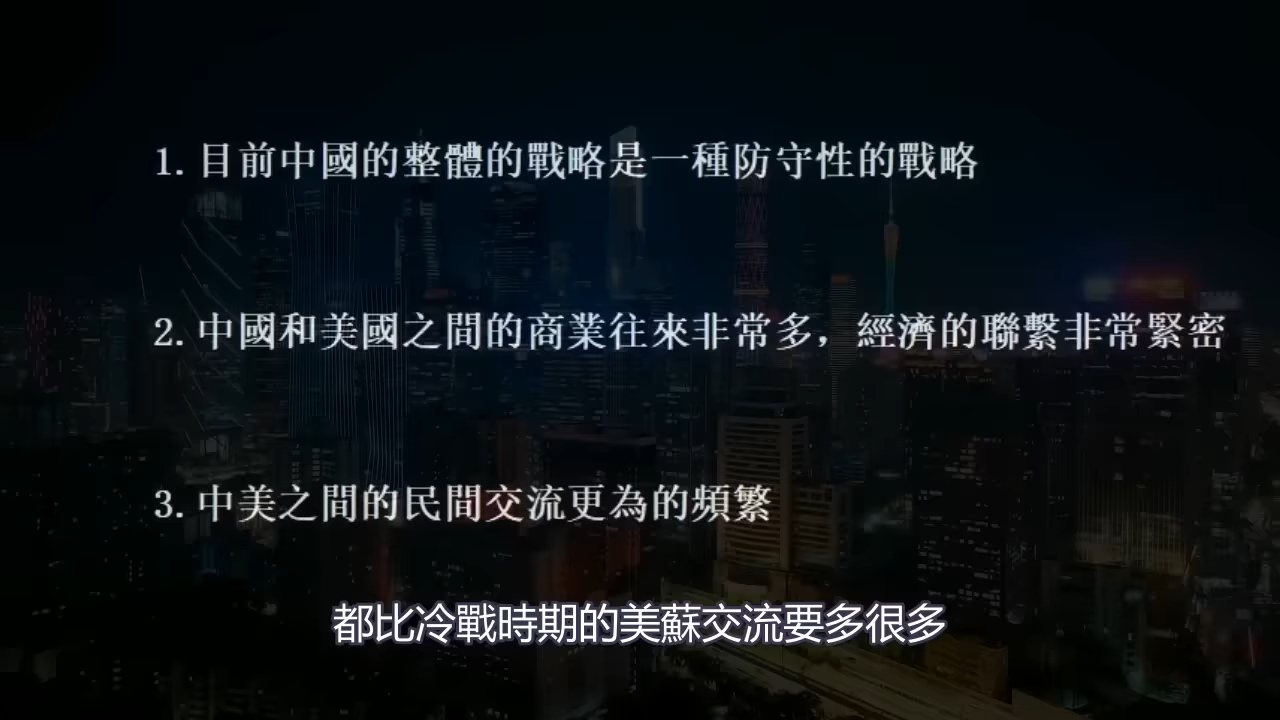 1.目前中國的整體的戰略是一種防守性的戰略
2.中國和美國之間的商業往來非常多，經濟的聯繫非常緊密
3.中美之間的民間交流更為的頻繁
都比冷戰時期的美蘇交流要多很多